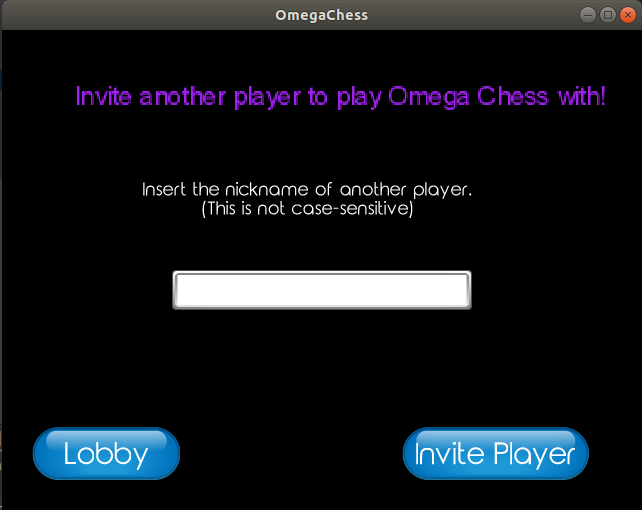 OmegaChess
Invite another player to play Omega Chess with!
Insert the nickname of another player.
(This is not case-sensitive)
Lobby
Invite Player